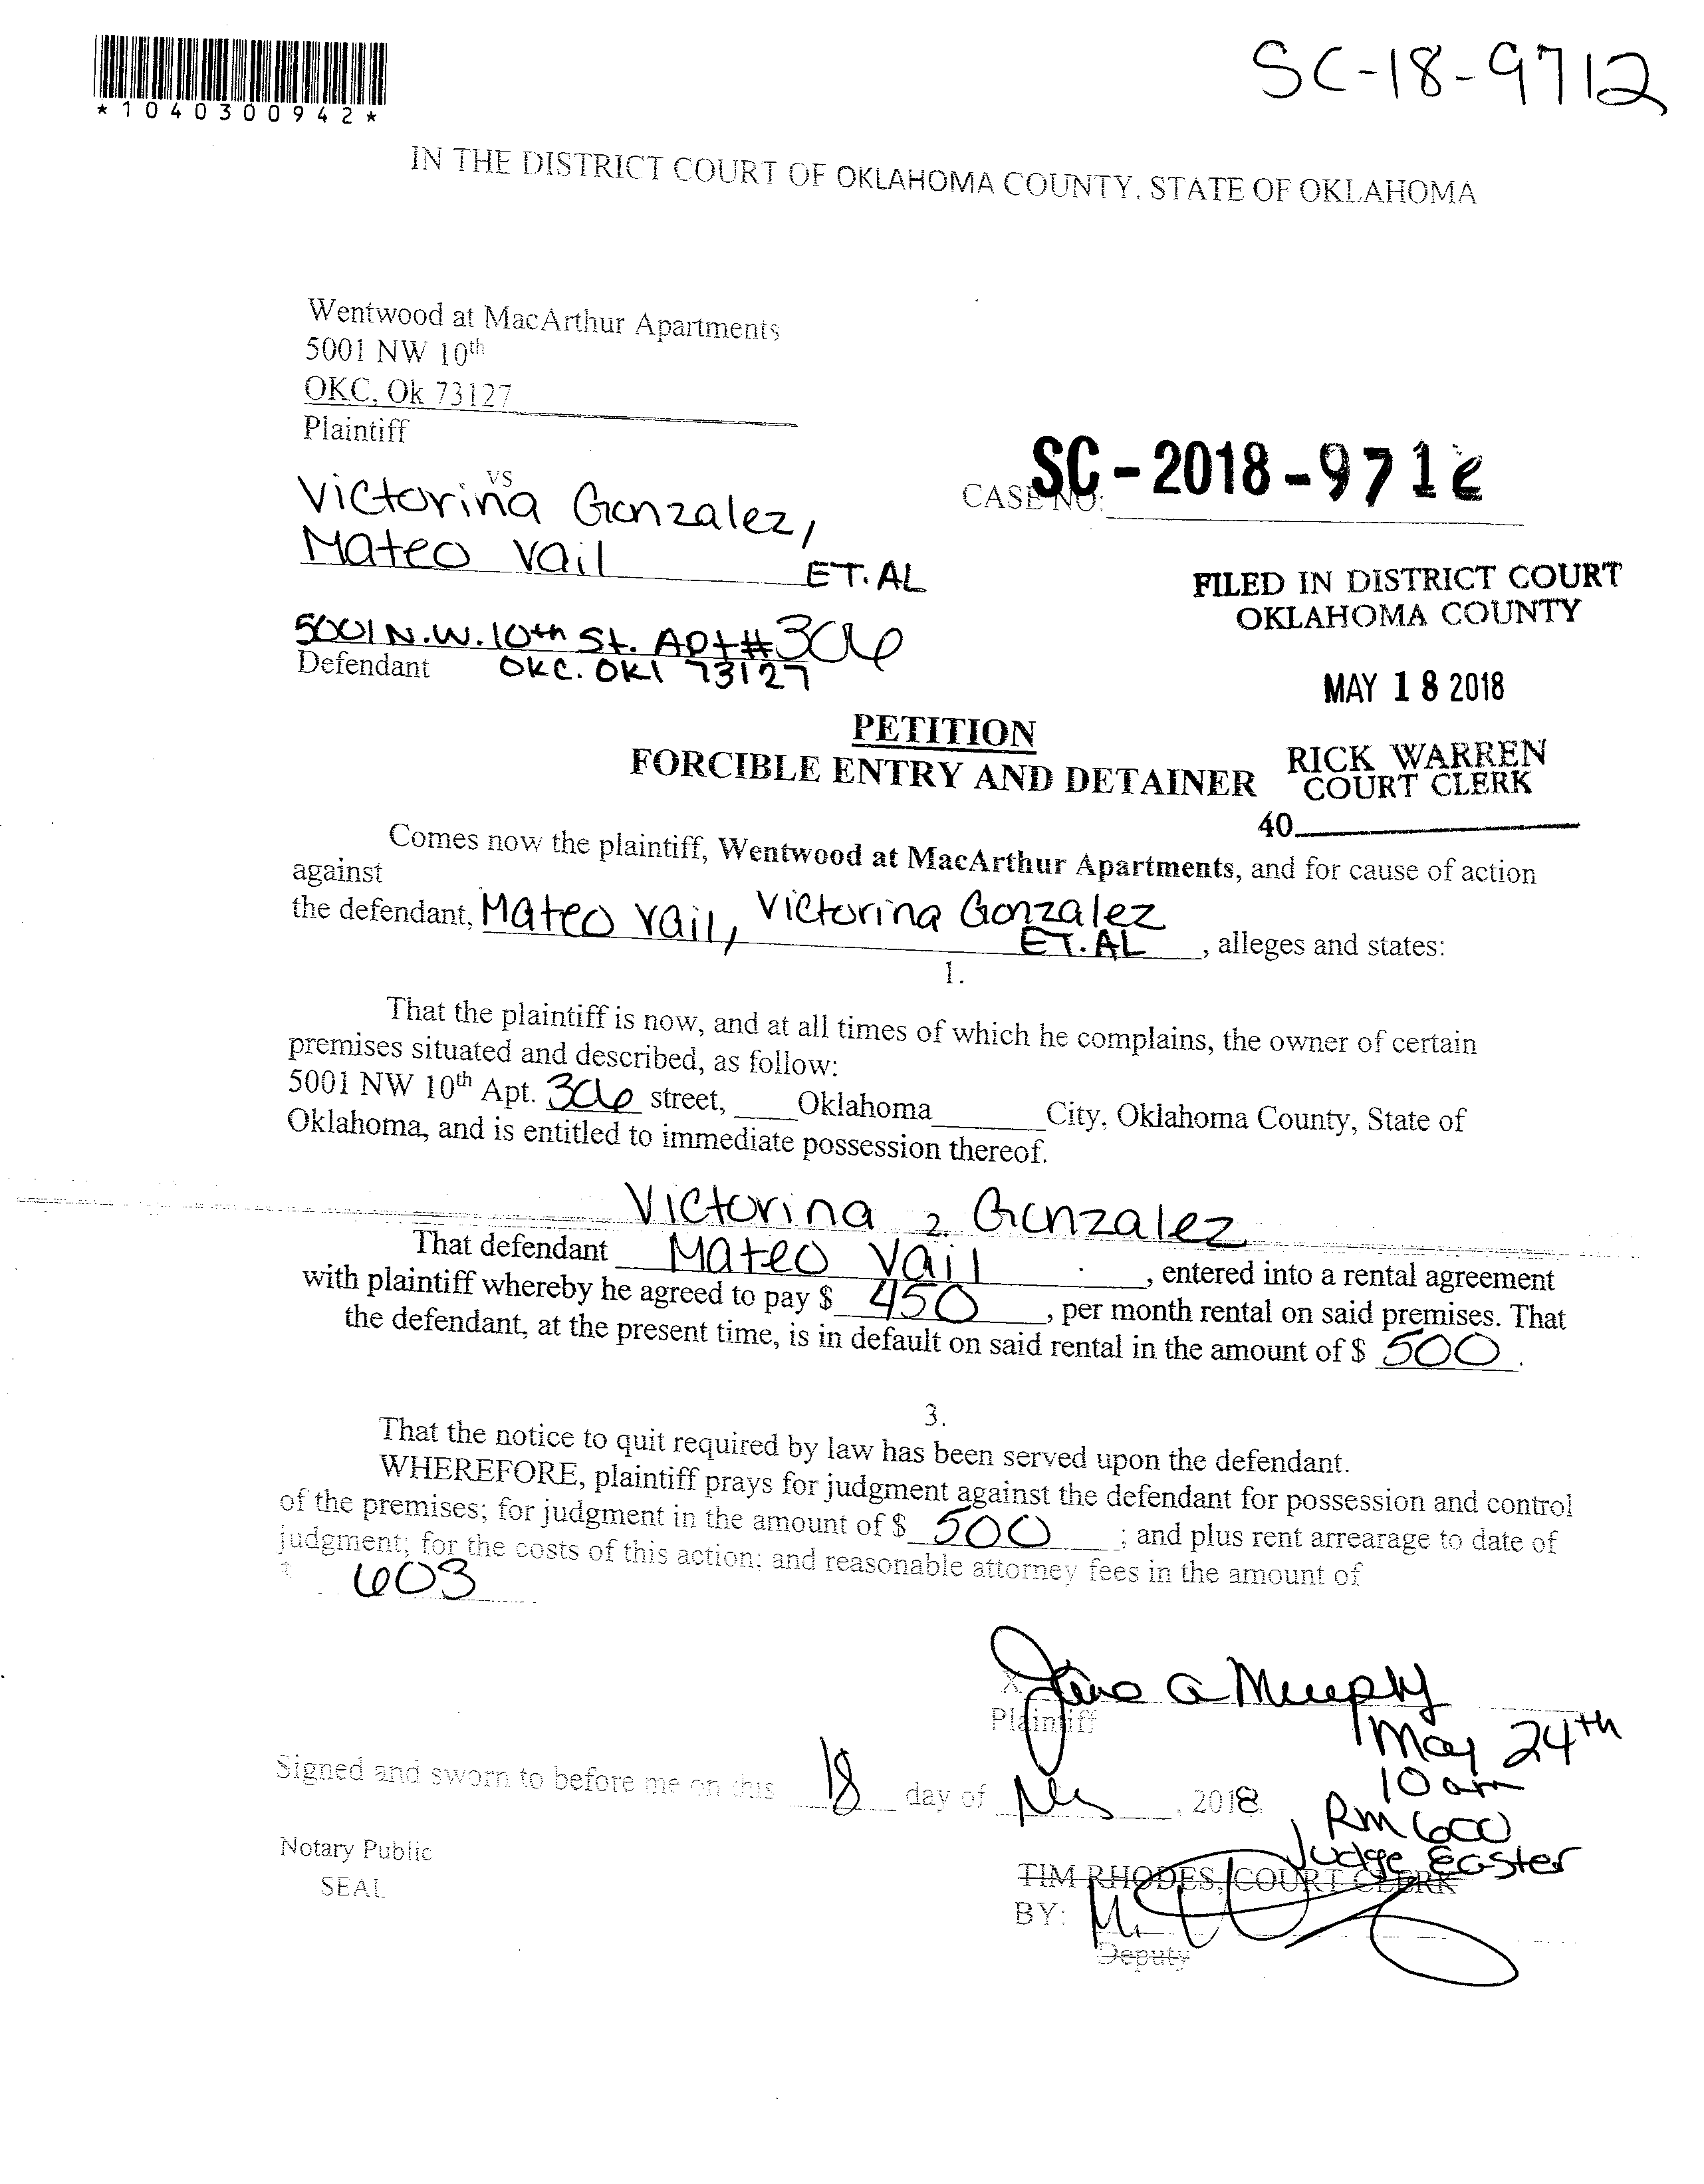 *1040300942*
SC-18-9712
IN THE DISTRICT COURT OF OKLAHOMA COUNTY, STATE OF OKLAHOMA
Wentwood at MacArthur Apartments
5001 NW 10th
OKC, Ok 73127
Plaintiff
vs
Victorina Gonzalez,
Mateo Vail
ET. AL
5001 N.W. 10th St. Apt# 306
Defendant OKC. OKl 73127
CASE NO: SC-2018-9712
FILED IN DISTRICT COURT
OKLAHOMA COUNTY
MAY 18 2018
RICK WARREN
COURT CLERK
40
PETITION
FORCIBLE ENTRY AND DETAINER
Comes now the plaintiff, Wentwood at MacArthur Apartments, and for cause of action
against
the defendant, Mateo Vail, Victorina Gonzalez
ET. AL , alleges and states:
1.
That the plaintiff is now, and at all times of which he complains, the owner of certain
premises situated and described, as follow:
5001 NW 10th Apt. 306 street, Oklahoma City, Oklahoma County, State of
Oklahoma, and is entitled to immediate possession thereof.
Victorina Gonzalez
2.
That defendant Mateo Vail , entered into a rental agreement
with plaintiff whereby he agreed to pay $ 450 , per month rental on said premises. That
the defendant, at the present time, is in default on said rental in the amount of $ 500 .
3.
That the notice to quit required by law has been served upon the defendant.
WHEREFORE, plaintiff prays for judgment against the defendant for possession and control
of the premises; for judgment in the amount of $ 500 ; and plus rent arrearage to date of
judgment; for the costs of this action; and reasonable attorney fees in the amount of
603
X Jane A Murphy
Plaintiff
May 24th
10 am
Rm 600
Judge Easter
Signed and sworn to before me on this 18 day of May , 2018
Notary Public
SEAL
TIM RHODES, COURT CLERK
BY:
Deputy